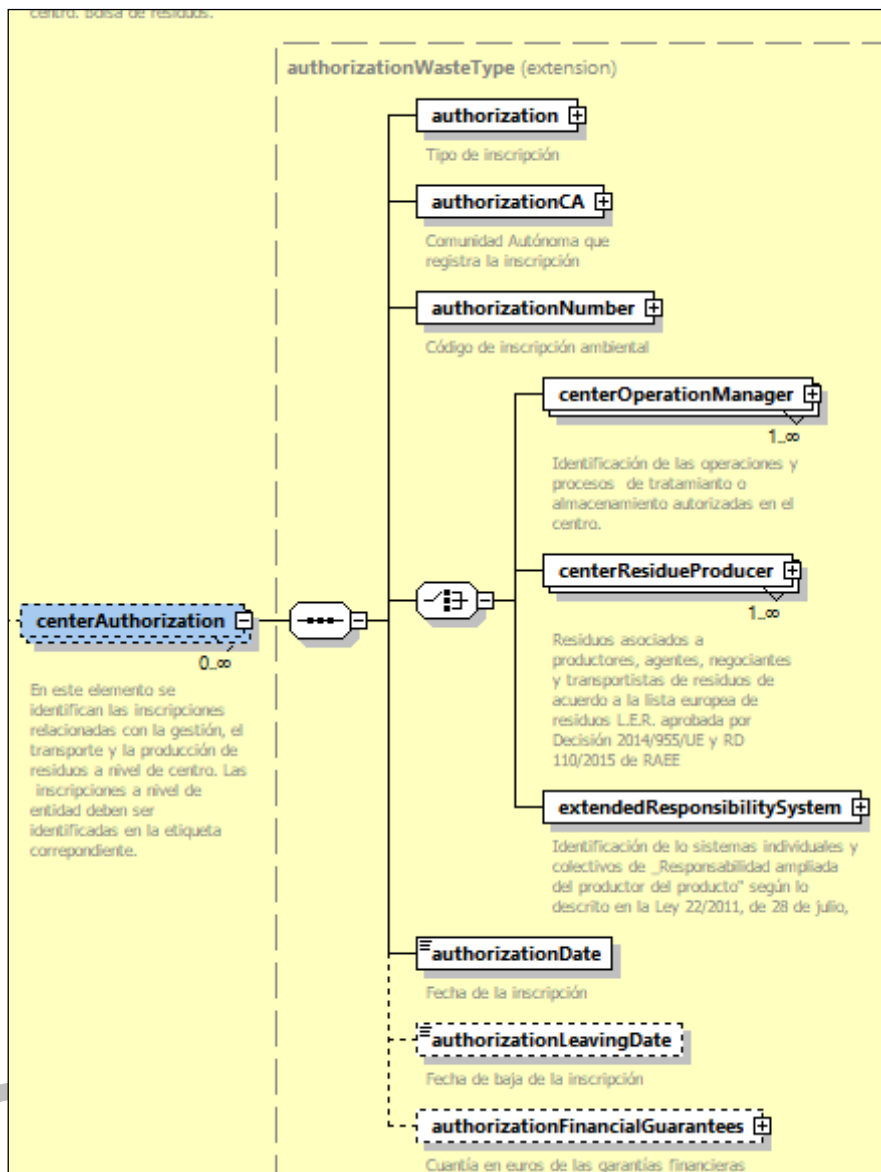 centro. Bolsa de residuos.
authorizationWasteType (extension)
authorization
Tipo de inscripción
authorizationCA
Comunidad Autónoma que
registra la inscripción
authorizationNumber
Código de inscripción ambiental
centerOperationManager
1..∞
Identificación de las operaciones y
procesos de tratamianto o
almacenamiento autorizadas en el
centro.
centerResidueProducer
1..∞
Residuos asociados a
productores, agentes, negociantes
y transportistas de residuos de
acuerdo a la lista europea de
residuos L.E.R. aprobada por
Decisión 2014/955/UE y RD
110/2015 de RAEE
centerAuthorization
0..∞
En este elemento se
identifican las inscripciones
relacionadas con la gestión, el
transporte y la producción de
residuos a nivel de centro. Las
inscripciones a nivel de
entidad deben ser
identificadas en la etiqueta
correpondiente.
extendedResponsibilitySystem
Identificación de lo sistemas individuales y
colectivos de _Responsabilidad ampliada
del productor del producto" según lo
descrito en la Ley 22/2011, de 28 de julio,
authorizationDate
Fecha de la inscripción
authorizationLeavingDate
Fecha de baja de la inscripción
authorizationFinancialGuarantees
Cuantía en euros de las garantías financieras